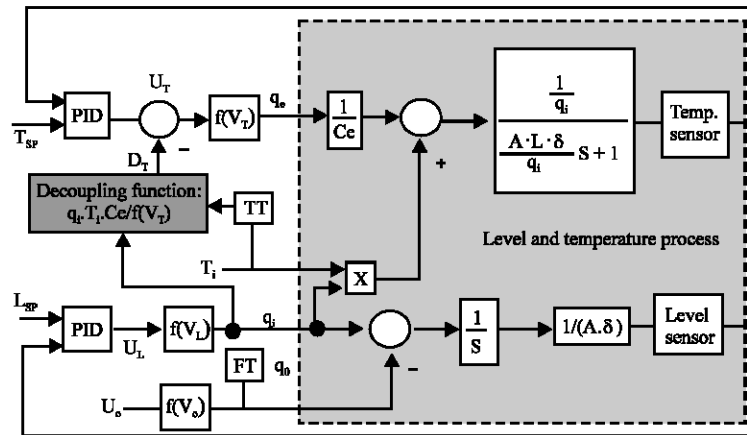 U_T
q_e
PID
f(V_T)
1
Ce
1
q_i
A·L·δ
q_i
S + 1
Temp.
sensor
T_SP
−
D_T
Decoupling function:
q_i.T_i.Ce/f(V_T)
TT
+
Level and temperature process
T_i
X
L_SP
PID
U_L
f(V_L)
q_i
−
1
S
1/(A.δ)
Level
sensor
FT
q_0
U_o
f(V_o)